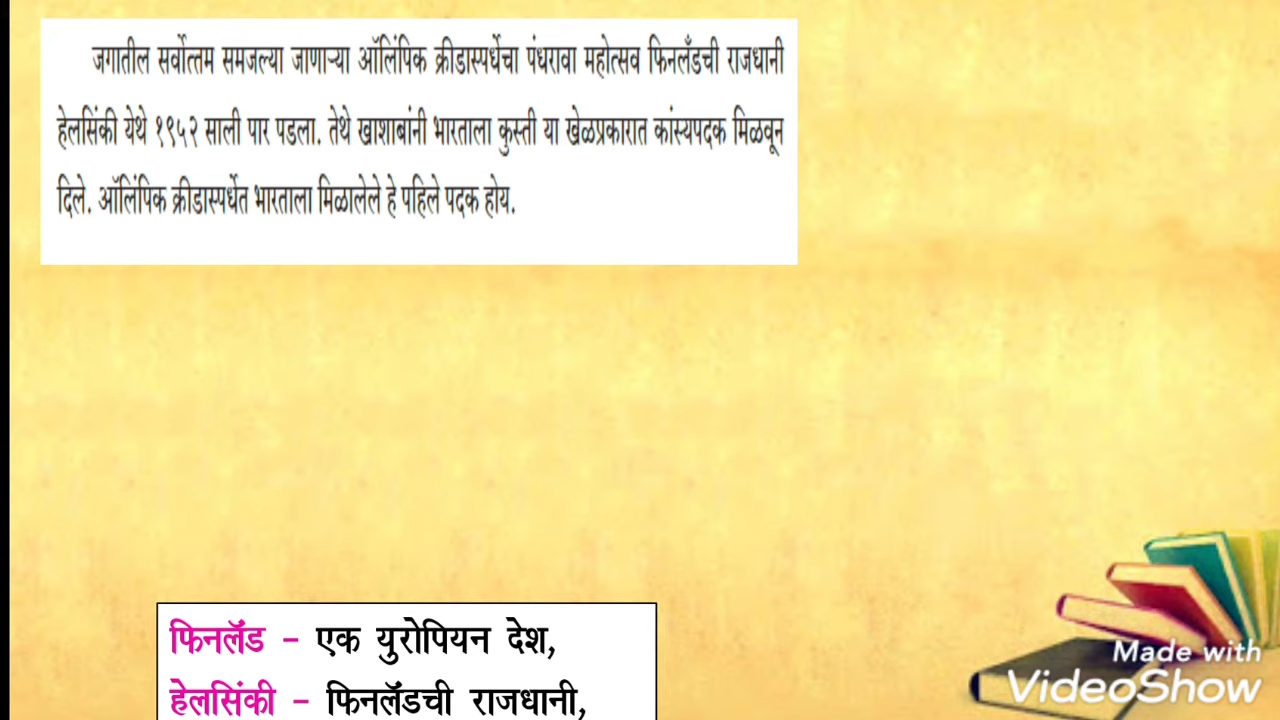 जगातील सर्वोत्तम समजल्या जाणाऱ्या ऑलिंपिक क्रीडास्पर्धेचा पंधरावा महोत्सव फिनलँडची राजधानी
हेलसिंकी येथे १९५२ साली पार पडला. तेथे खाशाबांनी भारताला कुस्ती या खेळप्रकारात कांस्यपदक मिळवून
दिले. ऑलिंपिक क्रीडास्पर्धेत भारताला मिळालेले हे पहिले पदक होय.
फिनलॅंड - एक युरोपियन देश,
हेलसिंकी - फिनलॅंडची राजधानी,
Made with
VideoShow